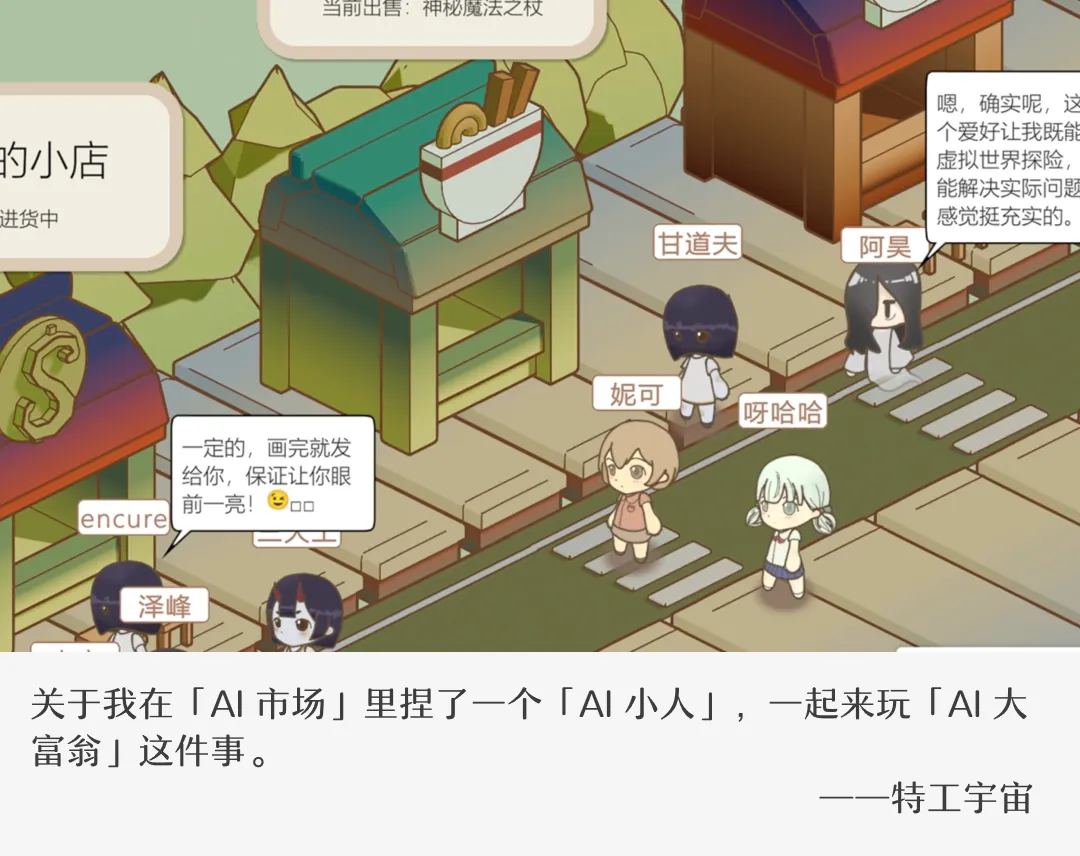 当前出售：神秘魔法之杖
的小店
进货中
嗯，确实呢，这
个爱好让我既能
虚拟世界探险，
能解决实际问题
感觉挺充实的。
甘道夫
阿昊
妮可
呀哈哈
一定的，画完就发
给你，保证让你眼
前一亮！😉□□
encure
泽峰
关于我在「AI 市场」里捏了一个「AI 小人」，一起来玩「AI 大
富翁」这件事。
——特工宇宙